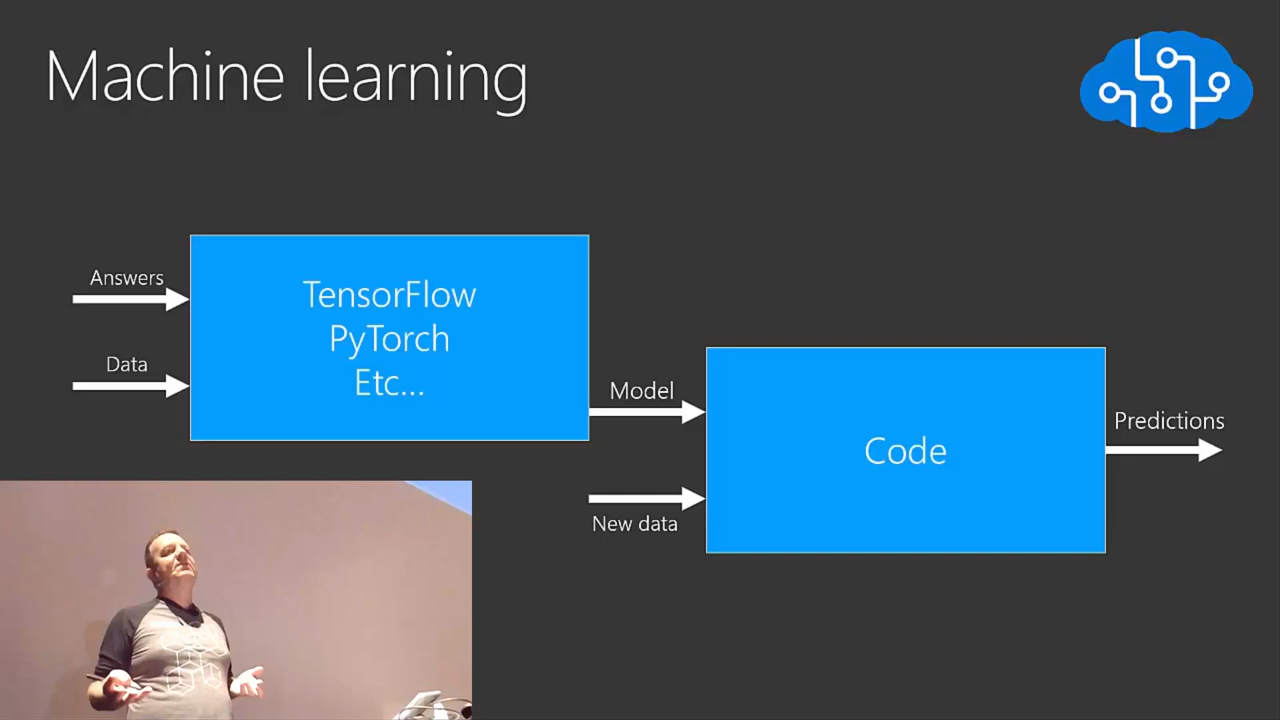 Machine learning
Answers
Data
TensorFlow
PyTorch
Etc...
Model
New data
Code
Predictions